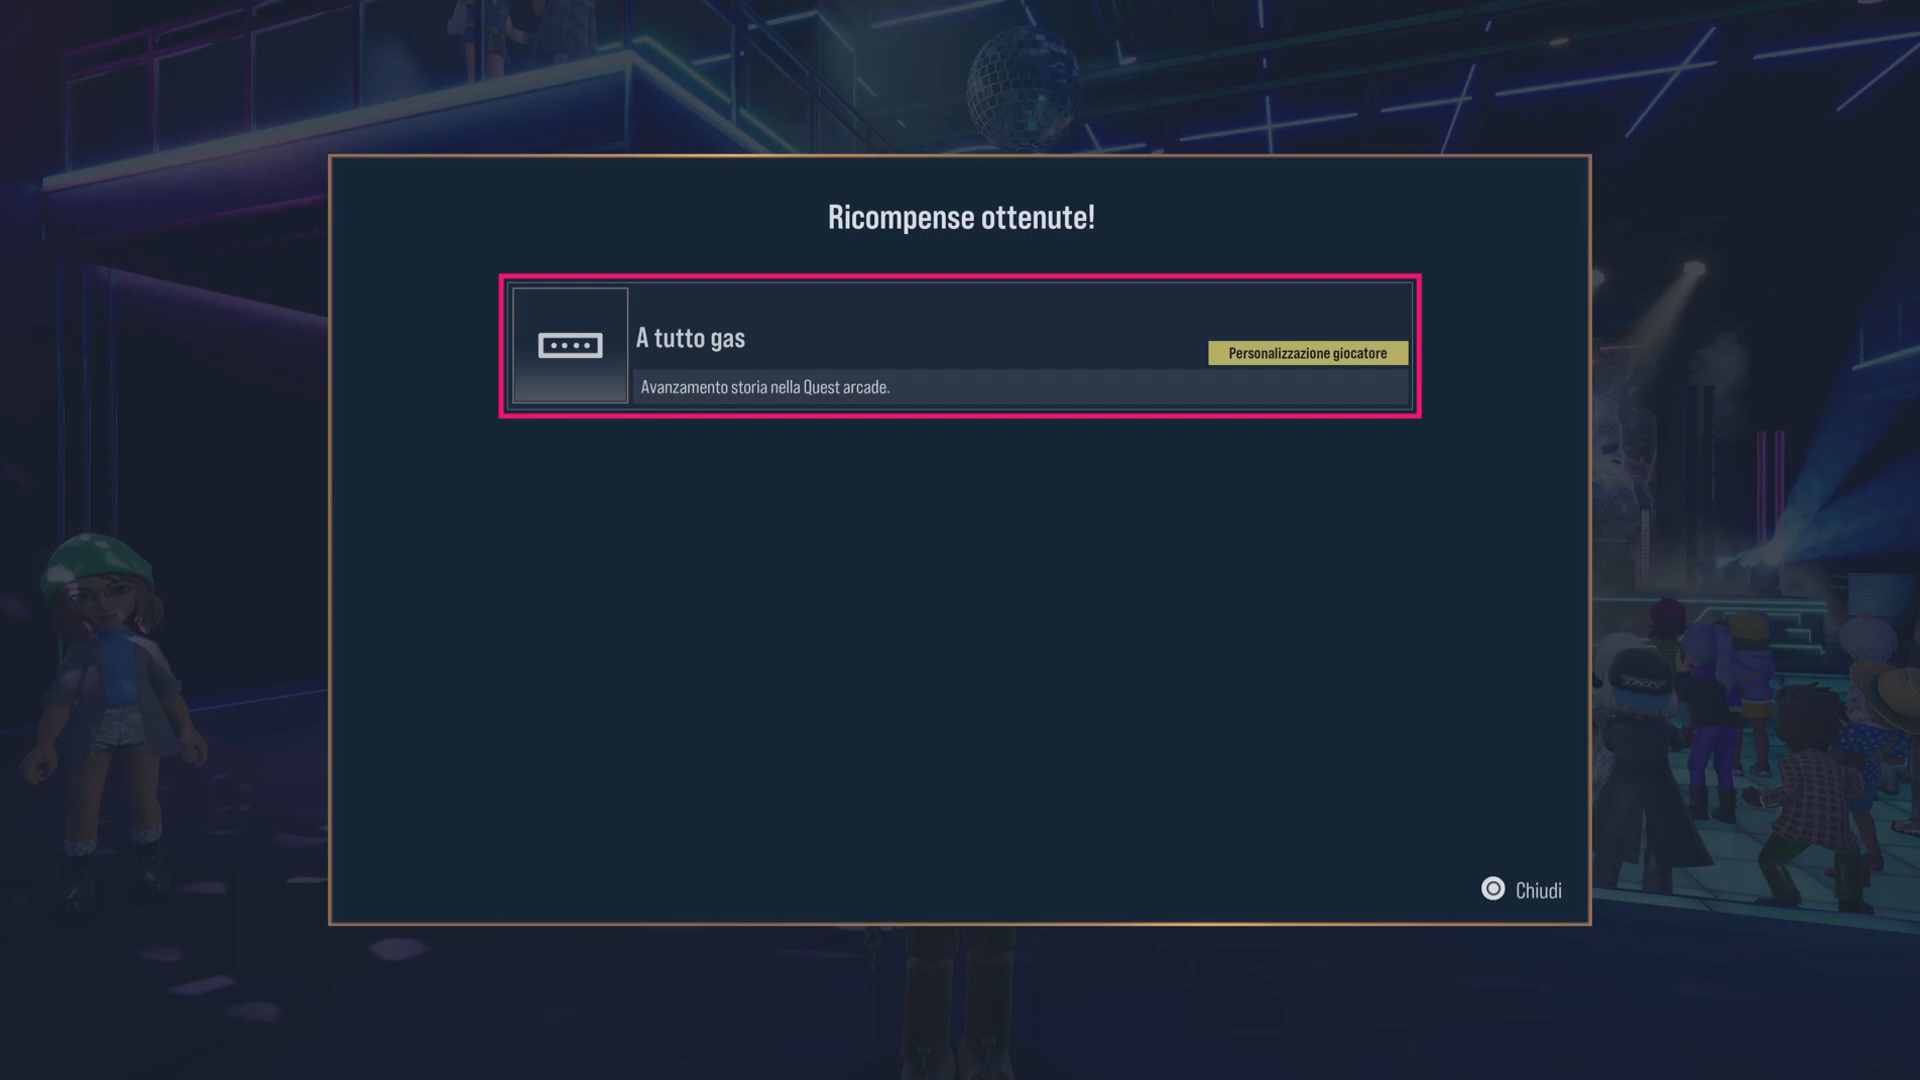 Ricompense ottenute!
A tutto gas
Personalizzazione giocatore
Avanzamento storia nella Quest arcade.
Chiudi